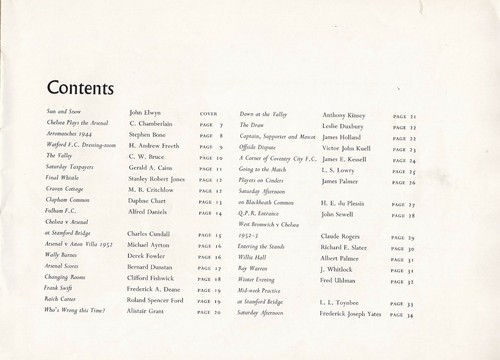 Contents
Sun and Snow John Elwyn COVER
Chelsea Plays the Arsenal C. Chamberlain PAGE 7
Arromanches 1944 Stephen Bone PAGE 8
Watford F.C. Dressing-room H. Andrew Freeth PAGE 9
The Valley C. W. Bruce PAGE 10
Saturday Taxpayers Gerald A. Cains PAGE 11
Final Whistle Stanley Robert Jones PAGE 12
Craven Cottage M. B. Critchlow PAGE 12
Clapham Common Daphne Chart PAGE 13
Fulham F.C. Alfred Daniels PAGE 14
Chelsea v Arsenal
at Stamford Bridge Charles Cundall PAGE 15
Arsenal v Aston Villa 1952 Michael Ayrton PAGE 16
Wally Barnes Derek Fowler PAGE 16
Arsenal Scores Bernard Dunstan PAGE 17
Changing Rooms Clifford Fishwick PAGE 18
Frank Swift Frederick A. Deane PAGE 19
Raich Carter Roland Spencer Ford PAGE 19
Who's Wrong this Time? Alistair Grant PAGE 20
Down at the Valley Anthony Kinsey PAGE 21
The Draw Leslie Duxbury PAGE 22
Captain, Supporter and Mascot James Holland PAGE 22
Offside Dispute Victor John Kuell PAGE 23
A Corner of Coventry City F.C. James E. Kessell PAGE 24
Going to the Match L. S. Lowry PAGE 25
Players on Cinders James Palmer PAGE 26
Saturday Afternoon
on Blackheath Common H. E. du Plessis PAGE 27
Q.P.R. Entrance John Sewell PAGE 28
West Bromwich v Chelsea
1952-3 Claude Rogers PAGE 29
Entering the Stands Richard E. Slater PAGE 30
Willis Hall Albert Palmer PAGE 31
Ray Warren J. Whitlock PAGE 31
Winter Evening Fred Uhlman PAGE 32
Mid-week Practice
at Stamford Bridge L. L. Toynbee PAGE 33
Saturday Afternoon Frederick Joseph Yates PAGE 34